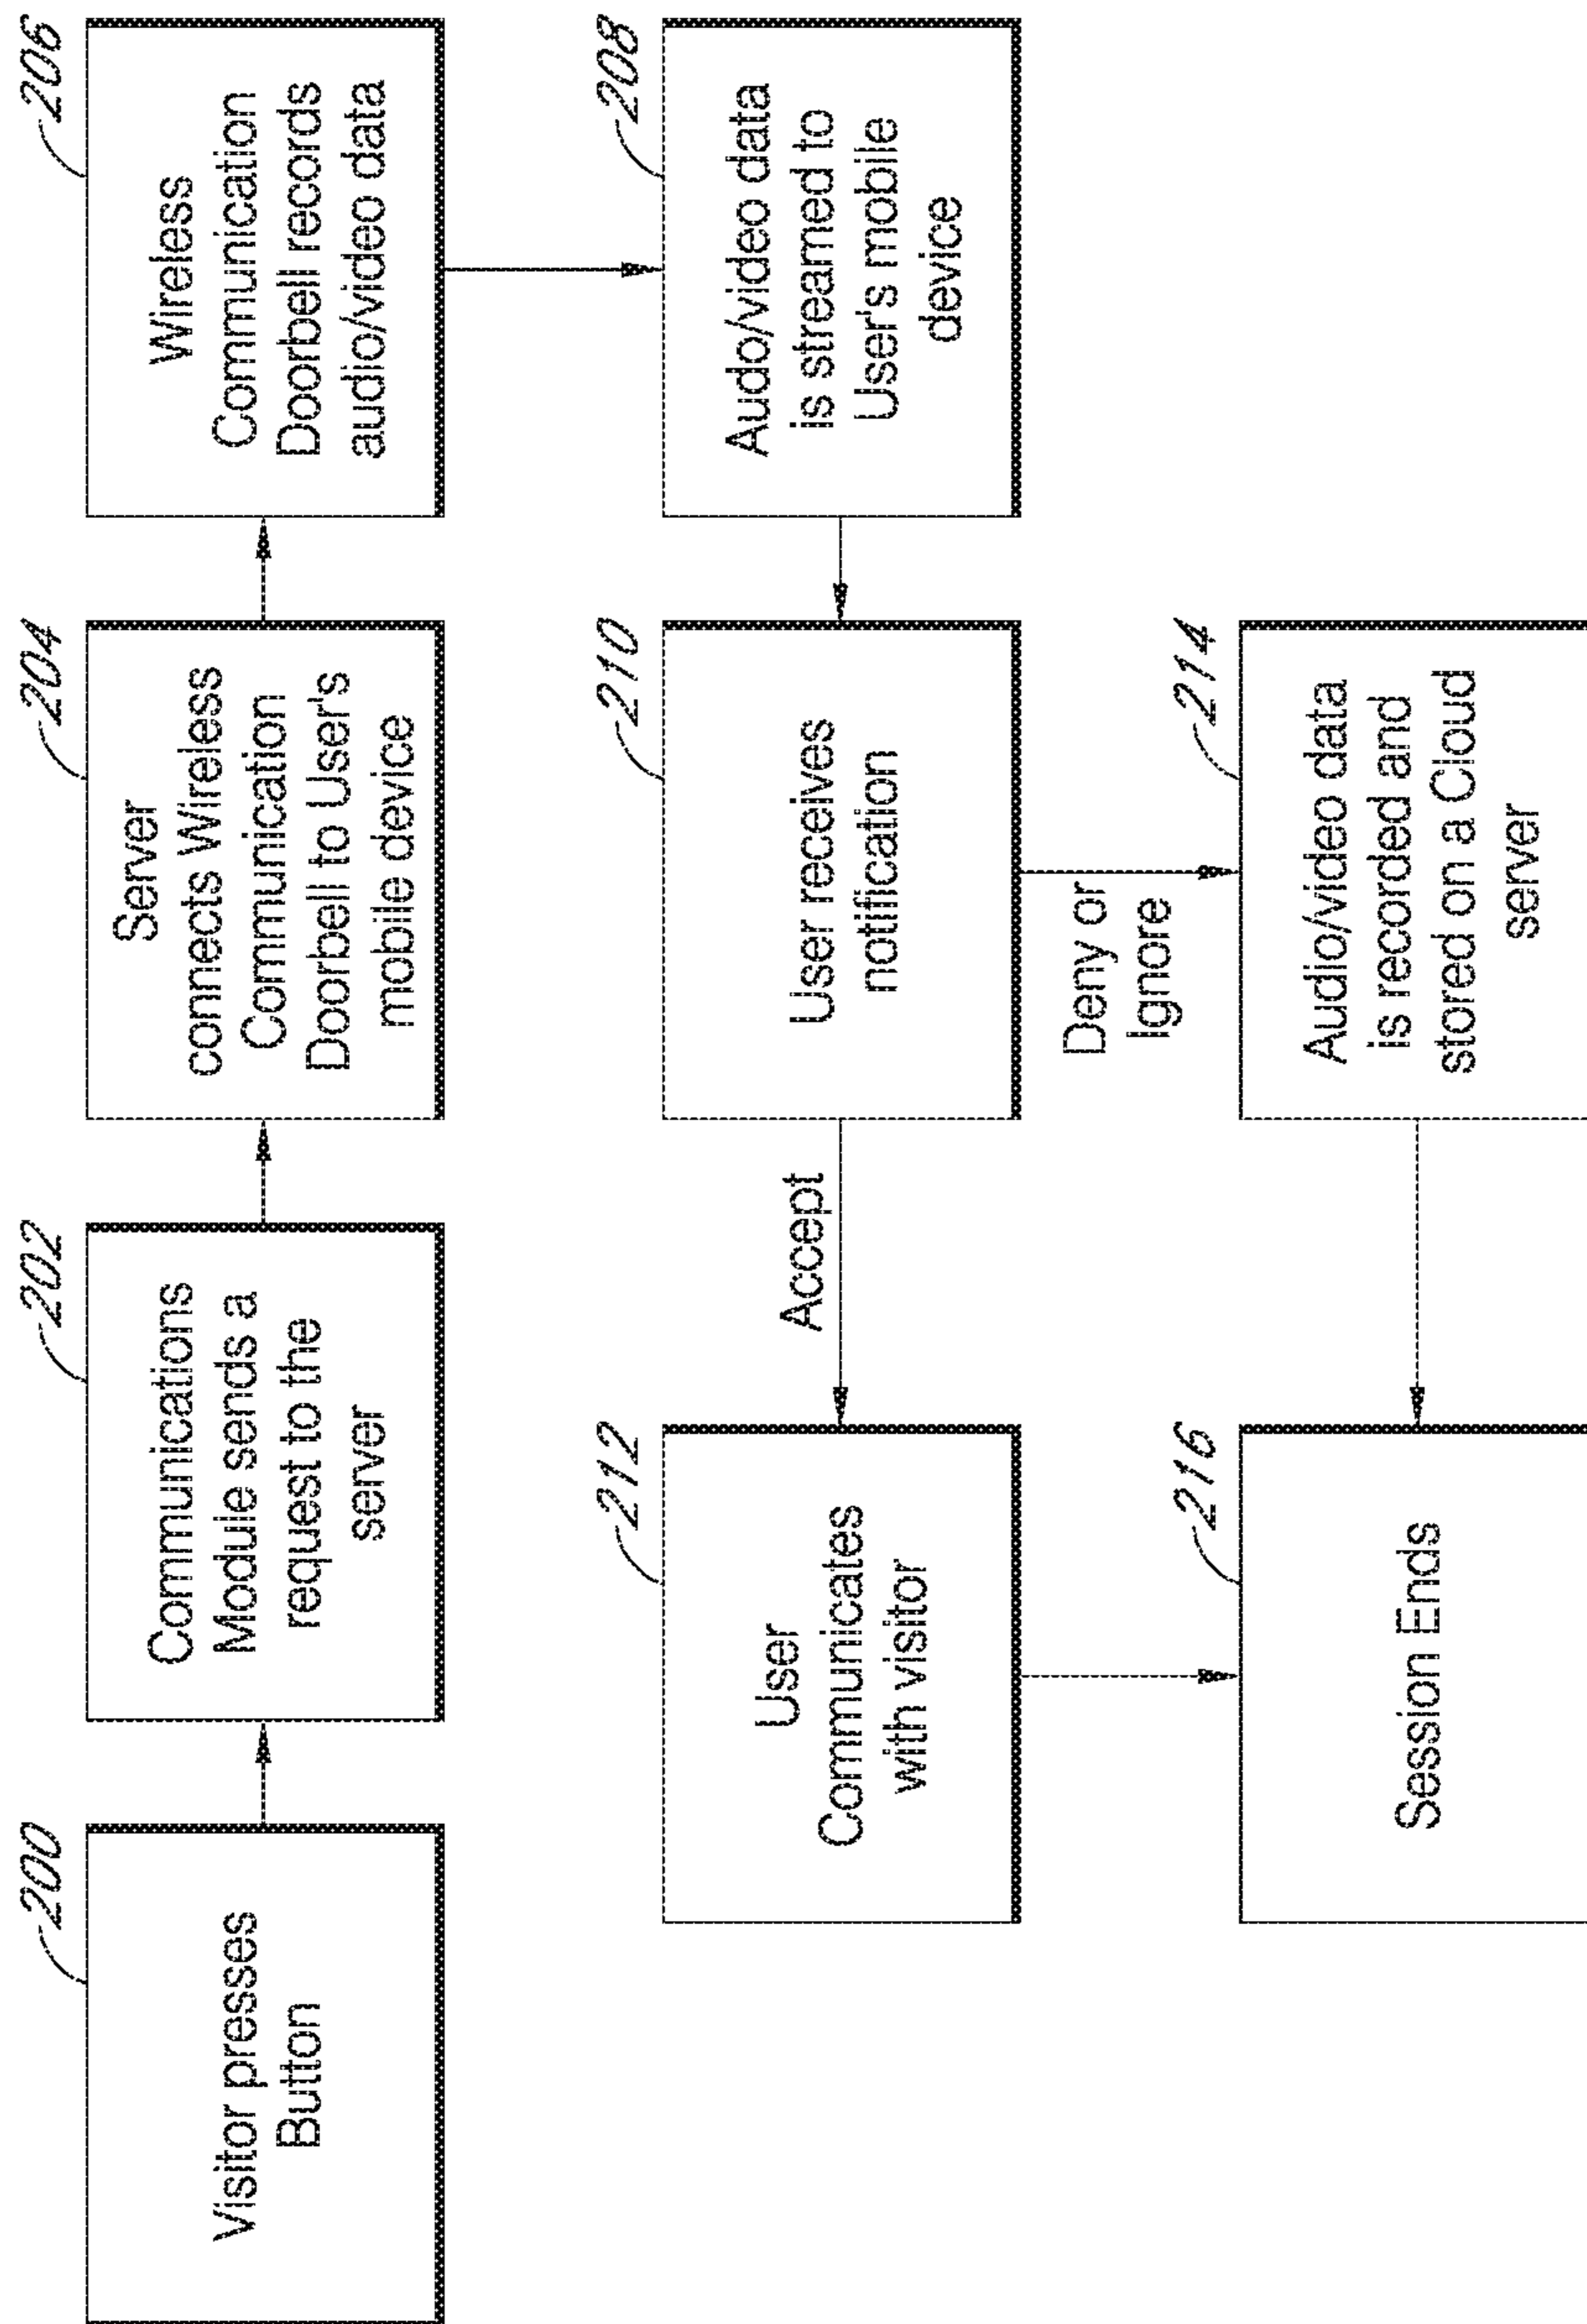 200
Visitor presses
Button
202
Communications
Module sends a
request to the
server
204
Server
connects Wireless
Communication
Doorbell to User's
mobile device
206
Wireless
Communication
Doorbell records
audio/video data
208
Audo/video data
is streamed to
User's mobile
device
210
User receives
notification
Accept
Deny or
Ignore
212
User
Communicates
with visitor
214
Audio/video data
is recorded and
stored on a Cloud
server
216
Session Ends